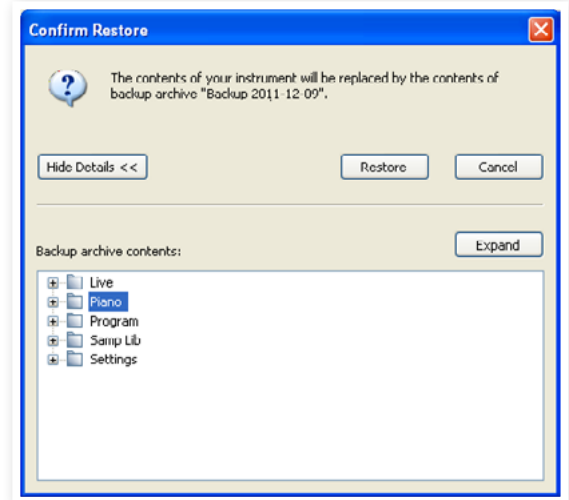 Confirm Restore
The contents of your instrument will be replaced by the contents of
backup archive "Backup 2011-12-09".
Hide Details <<
Restore
Cancel
Backup archive contents:
Expand
Live
Piano
Program
Samp Lib
Settings